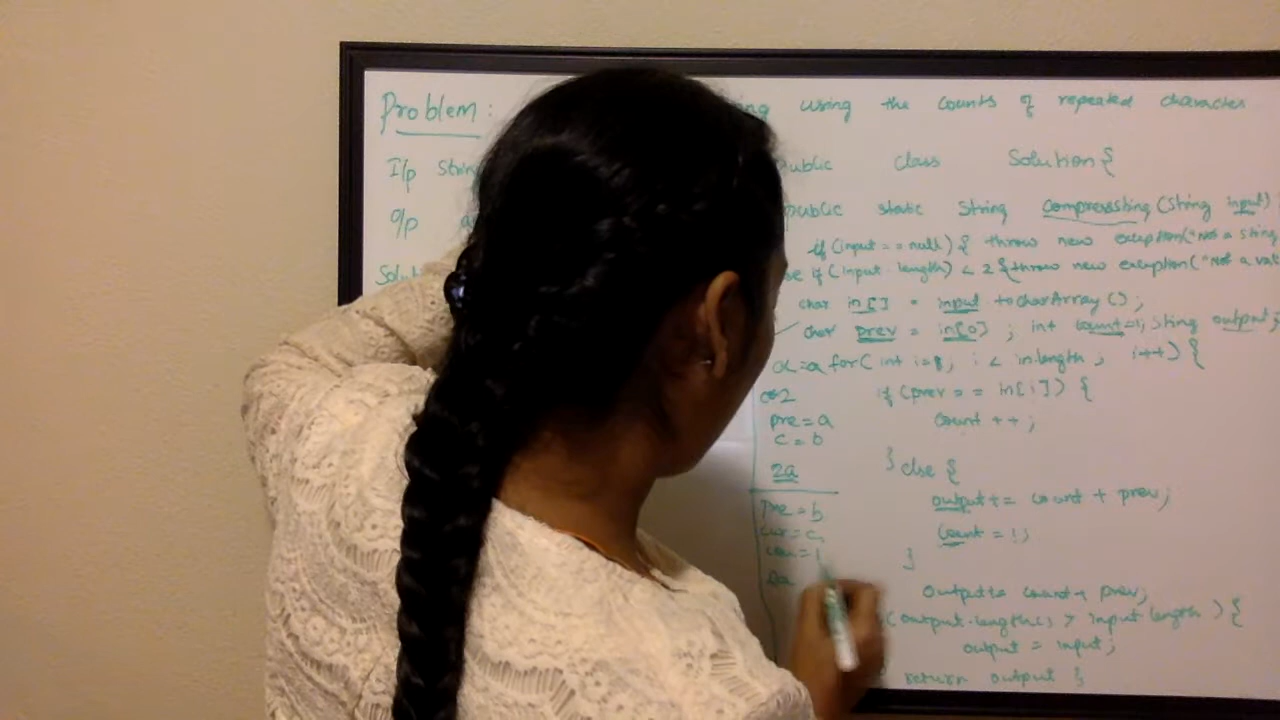 Problem: using the counts of repeated character
I/p
public class Solution{
O/p
public static String compressString (String input)
if (input == null) { throw new exception("Not a string
if (input.length) < 2 {throw new exception("Not a val
char in[] = input toCharArray();
char prev = in[0] ; int count=1; String output;
a=a for( int i=1; i < in.length ; i++) {
2 if (prev == in[i]) {
pre = a count ++ ;
c = b
2a } else {
output += count + prev;
pre = b
cur = c count = 1;
cou = 1 }
2a output += count + prev;
(output.length() > input.length ) {
output = input;
return output }